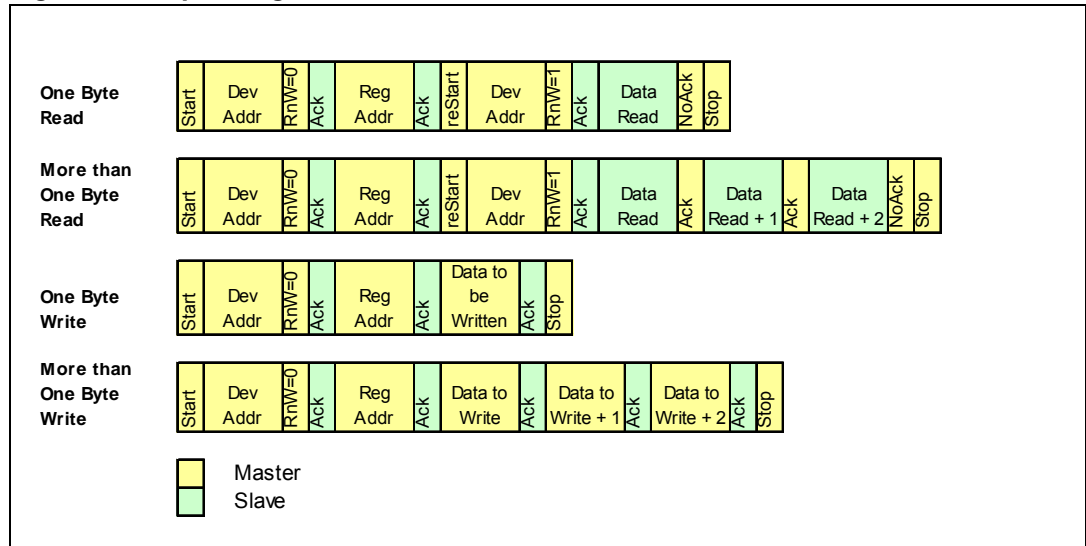 One Byte
Read
Start
Dev
Addr
RnW=0
Ack
Reg
Addr
Ack
reStart
Dev
Addr
RnW=1
Ack
Data
Read
NoAck
Stop
More than
One Byte
Read
Start
Dev
Addr
RnW=0
Ack
Reg
Addr
Ack
reStart
Dev
Addr
RnW=1
Ack
Data
Read
Ack
Data
Read + 1
Ack
Data
Read + 2
NoAck
Stop
One Byte
Write
Start
Dev
Addr
RnW=0
Ack
Reg
Addr
Ack
Data to
be
Written
Ack
Stop
More than
One Byte
Write
Start
Dev
Addr
RnW=0
Ack
Reg
Addr
Ack
Data to
Write
Ack
Data to
Write + 1
Ack
Data to
Write + 2
Ack
Stop
Master
Slave